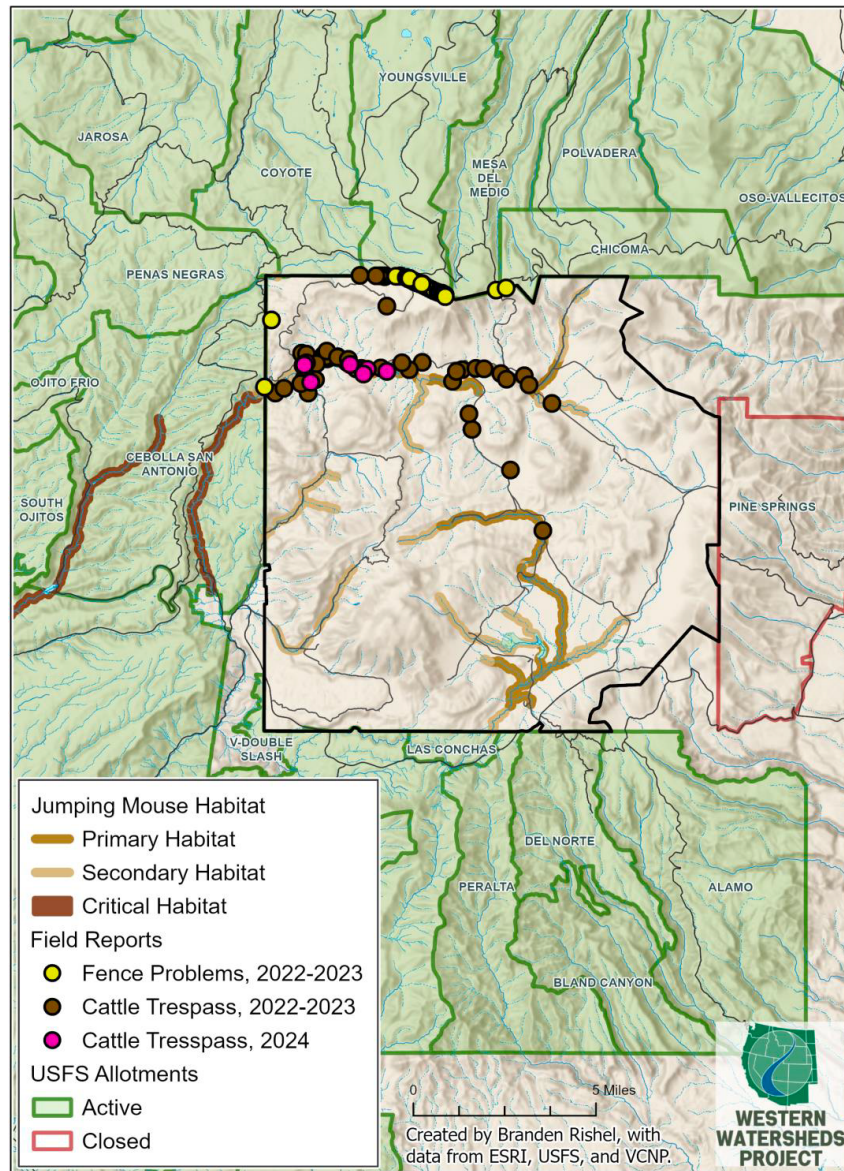 YOUNGSVILLE
JAROSA
COYOTE
MESA
DEL
MEDIO
POLVADERA
OSO-VALLECITOS
CHICOMA
PENAS NEGRAS
OJITO FRIO
CEBOLLA SAN
ANTONIO
SOUTH
OJITOS
PINE SPRINGS
V-DOUBLE
SLASH
LAS CONCHAS
DEL NORTE
PERALTA
ALAMO
BLAND CANYON
Jumping Mouse Habitat
Primary Habitat
Secondary Habitat
Critical Habitat
Field Reports
Fence Problems, 2022-2023
Cattle Trespass, 2022-2023
Cattle Tresspass, 2024
USFS Allotments
Active
Closed
0 5 Miles
Created by Branden Rishel, with
data from ESRI, USFS, and VCNP.
WESTERN
WATERSHEDS
PROJECT